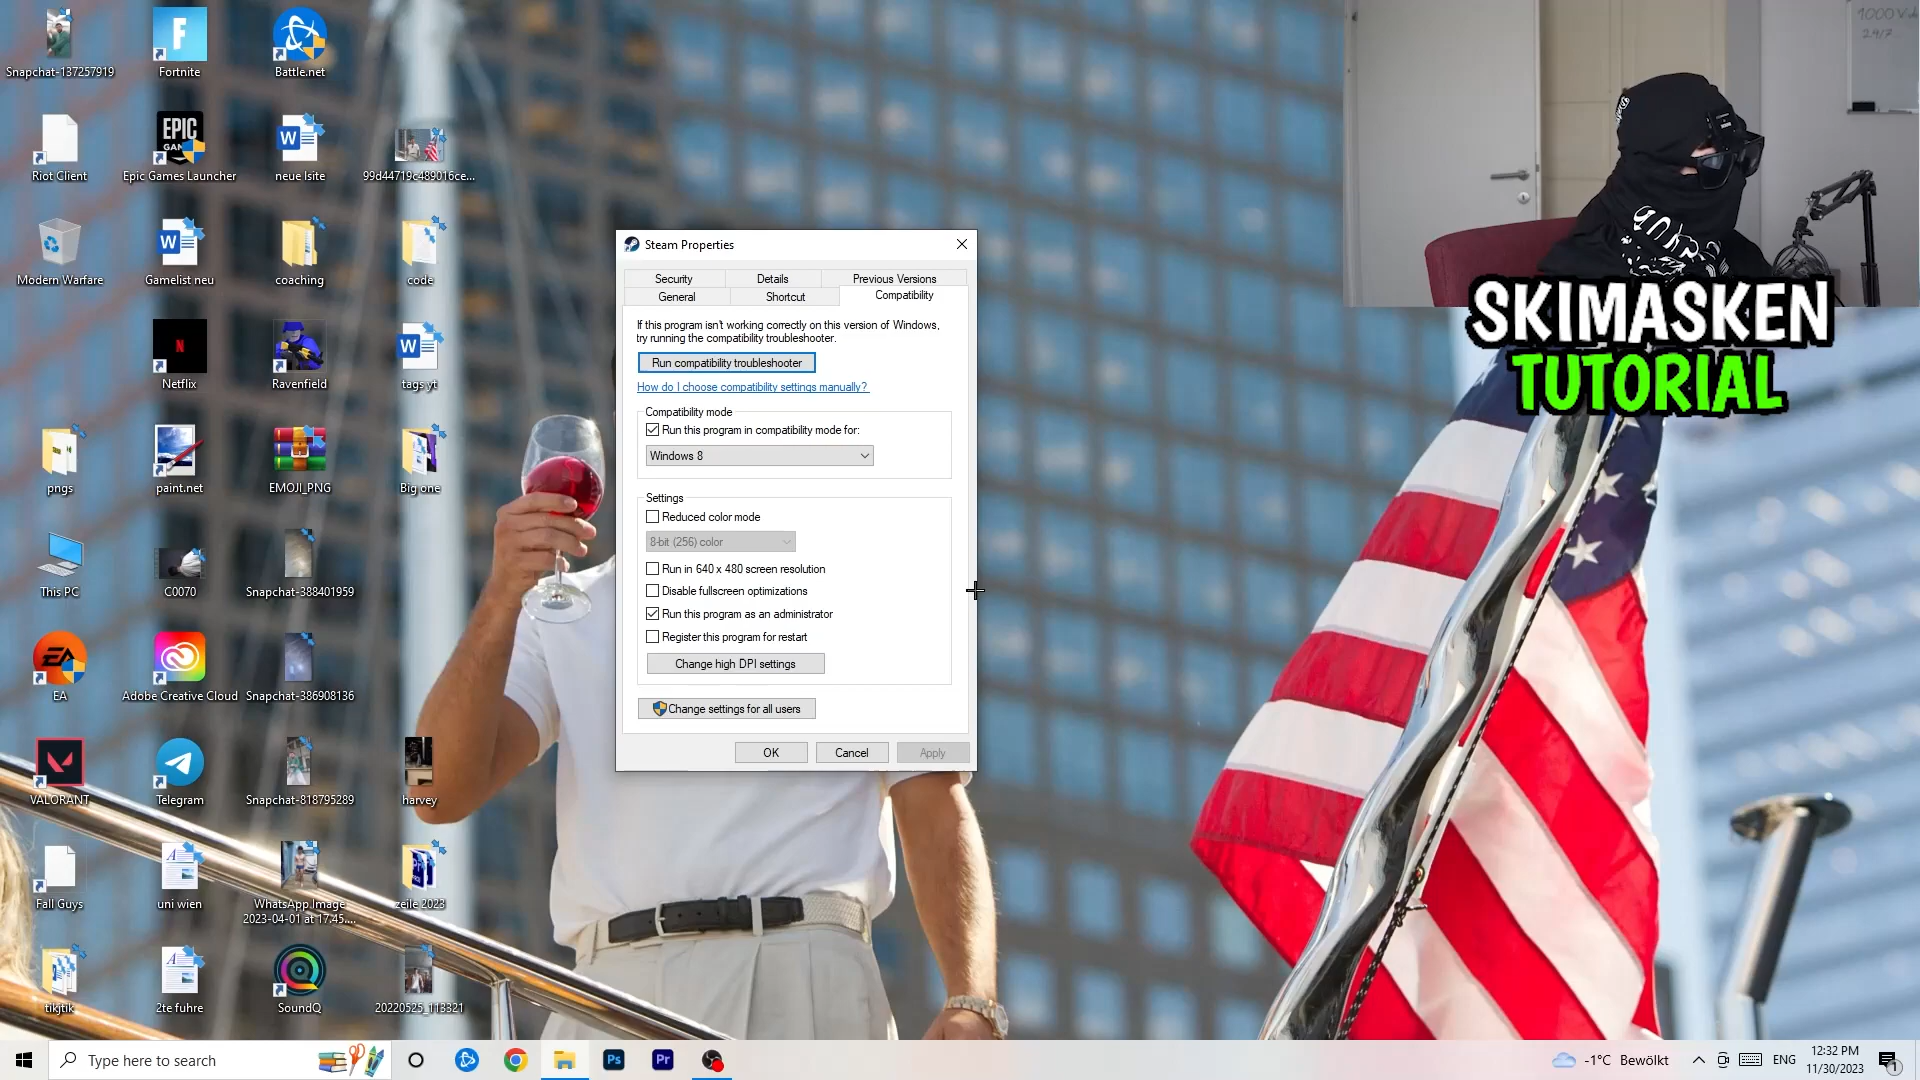 Snapchat-137257919
Fortnite
Battle.net
Riot Client
EPIC
Epic Games Launcher
neue lsite
99d44719c489016ce...
Modern Warfare
Gamelist neu
coaching
code
Netflix
Ravenfield
tags yt
pngs
paint.net
EMOJI_PNG
Big one
This PC
C0070
Snapchat-388401959
EA
EA
Adobe Creative Cloud
Snapchat-386908136
VALORANT
Telegram
Snapchat-818795289
harvey
Fall Guys
uni wien
WhatsApp Image
2023-04-01 at 17.45....
zeile 2023
tikjtik
2te fuhre
SoundQ
20220525_113321
Steam Properties
Security
Details
Previous Versions
General
Shortcut
Compatibility
If this program isn't working correctly on this version of Windows,
try running the compatibility troubleshooter.
Run compatibility troubleshooter
How do I choose compatibility settings manually?
Compatibility mode
Run this program in compatibility mode for:
Windows 8
Settings
Reduced color mode
8-bit (256) color
Run in 640 x 480 screen resolution
Disable fullscreen optimizations
Run this program as an administrator
Register this program for restart
Change high DPI settings
Change settings for all users
OK
Cancel
Apply
SKIMASKEN
TUTORIAL
Type here to search
Ps
Pr
-1°C Bewölkt
ENG
12:32 PM
11/30/2023
1